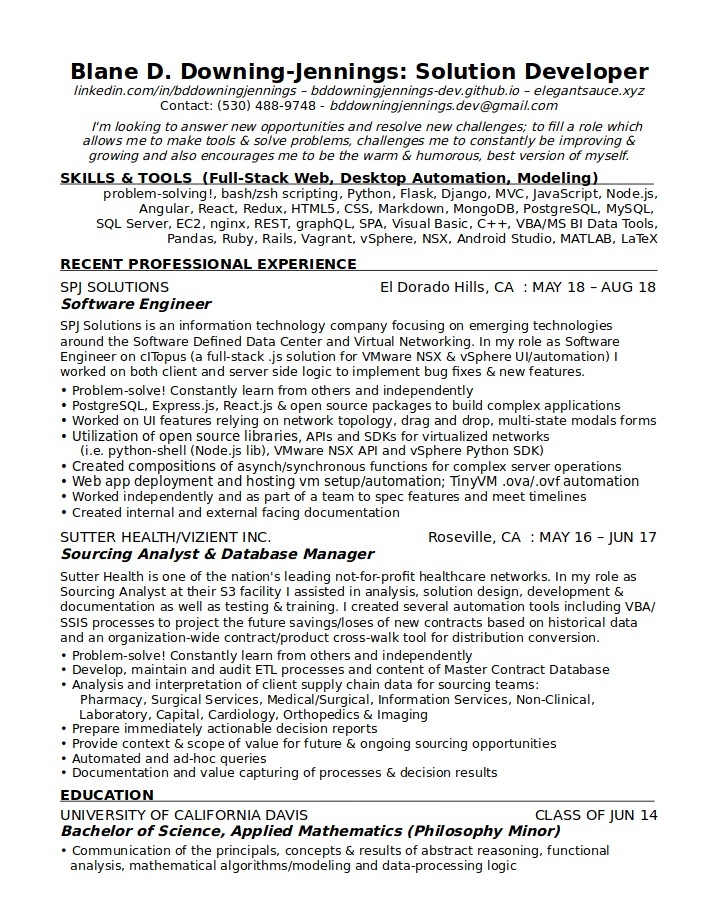 Blane D. Downing-Jennings: Solution Developer
linkedin.com/in/bddowningjennings – bddowningjennings-dev.github.io – elegantsauce.xyz
Contact: (530) 488-9748 - bddowningjennings.dev@gmail.com
I'm looking to answer new opportunities and resolve new challenges; to fill a role which
allows me to make tools & solve problems, challenges me to constantly be improving &
growing and also encourages me to be the warm & humorous, best version of myself.
SKILLS & TOOLS (Full-Stack Web, Desktop Automation, Modeling)
problem-solving!, bash/zsh scripting, Python, Flask, Django, MVC, JavaScript, Node.js,
Angular, React, Redux, HTML5, CSS, Markdown, MongoDB, PostgreSQL, MySQL,
SQL Server, EC2, nginx, REST, graphQL, SPA, Visual Basic, C++, VBA/MS BI Data Tools,
Pandas, Ruby, Rails, Vagrant, vSphere, NSX, Android Studio, MATLAB, LaTeX
RECENT PROFESSIONAL EXPERIENCE
SPJ SOLUTIONS El Dorado Hills, CA : MAY 18 – AUG 18
Software Engineer
SPJ Solutions is an information technology company focusing on emerging technologies
around the Software Defined Data Center and Virtual Networking. In my role as Software
Engineer on cITopus (a full-stack .js solution for VMware NSX & vSphere UI/automation) I
worked on both client and server side logic to implement bug fixes & new features.
• Problem-solve! Constantly learn from others and independently
• PostgreSQL, Express.js, React.js & open source packages to build complex applications
• Worked on UI features relying on network topology, drag and drop, multi-state modals forms
• Utilization of open source libraries, APIs and SDKs for virtualized networks
(i.e. python-shell (Node.js lib), VMware NSX API and vSphere Python SDK)
• Created compositions of asynch/synchronous functions for complex server operations
• Web app deployment and hosting vm setup/automation; TinyVM .ova/.ovf automation
• Worked independently and as part of a team to spec features and meet timelines
• Created internal and external facing documentation
SUTTER HEALTH/VIZIENT INC. Roseville, CA : MAY 16 – JUN 17
Sourcing Analyst & Database Manager
Sutter Health is one of the nation's leading not-for-profit healthcare networks. In my role as
Sourcing Analyst at their S3 facility I assisted in analysis, solution design, development &
documentation as well as testing & training. I created several automation tools including VBA/
SSIS processes to project the future savings/loses of new contracts based on historical data
and an organization-wide contract/product cross-walk tool for distribution conversion.
• Problem-solve! Constantly learn from others and independently
• Develop, maintain and audit ETL processes and content of Master Contract Database
• Analysis and interpretation of client supply chain data for sourcing teams:
Pharmacy, Surgical Services, Medical/Surgical, Information Services, Non-Clinical,
Laboratory, Capital, Cardiology, Orthopedics & Imaging
• Prepare immediately actionable decision reports
• Provide context & scope of value for future & ongoing sourcing opportunities
• Automated and ad-hoc queries
• Documentation and value capturing of processes & decision results
EDUCATION
UNIVERSITY OF CALIFORNIA DAVIS CLASS OF JUN 14
Bachelor of Science, Applied Mathematics (Philosophy Minor)
• Communication of the principals, concepts & results of abstract reasoning, functional
analysis, mathematical algorithms/modeling and data-processing logic